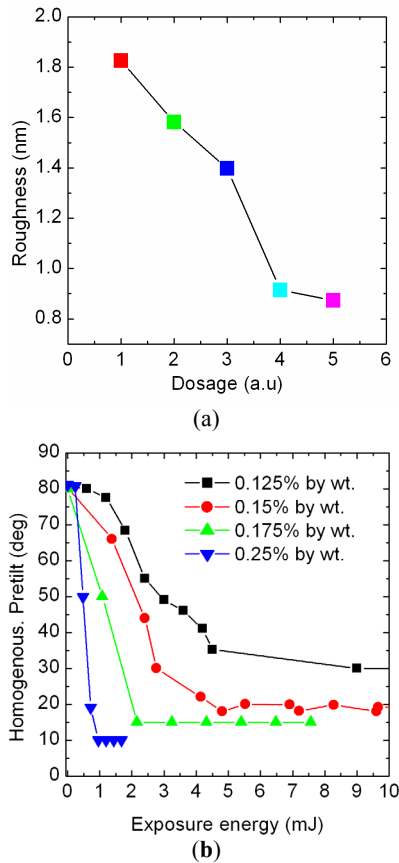 2.0
1.8
1.6
1.4
1.2
1.0
0.8
Roughness (nm)
0 1 2 3 4 5 6
Dosage (a.u)
(a)
90
80
70
60
50
40
30
20
10
0
Homogenous. Pretilt (deg)
0.125% by wt.
0.15% by wt.
0.175% by wt.
0.25% by wt.
0 1 2 3 4 5 6 7 8 9 10
Exposure energy (mJ)
(b)